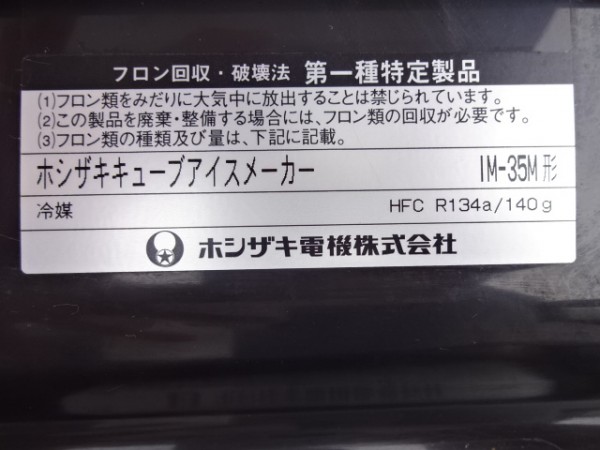 フロン回収・破壊法 第一種特定製品
(1)フロン類をみだりに大気中に放出することは禁じられています。
(2)この製品を廃棄・整備する場合には、フロン類の回収が必要です。
(3)フロン類の種類及び量は、下記に記載。
ホシザキキューブアイスメーカー IM-35M形
冷媒 HFC R134a/140g
ホシザキ電機株式会社